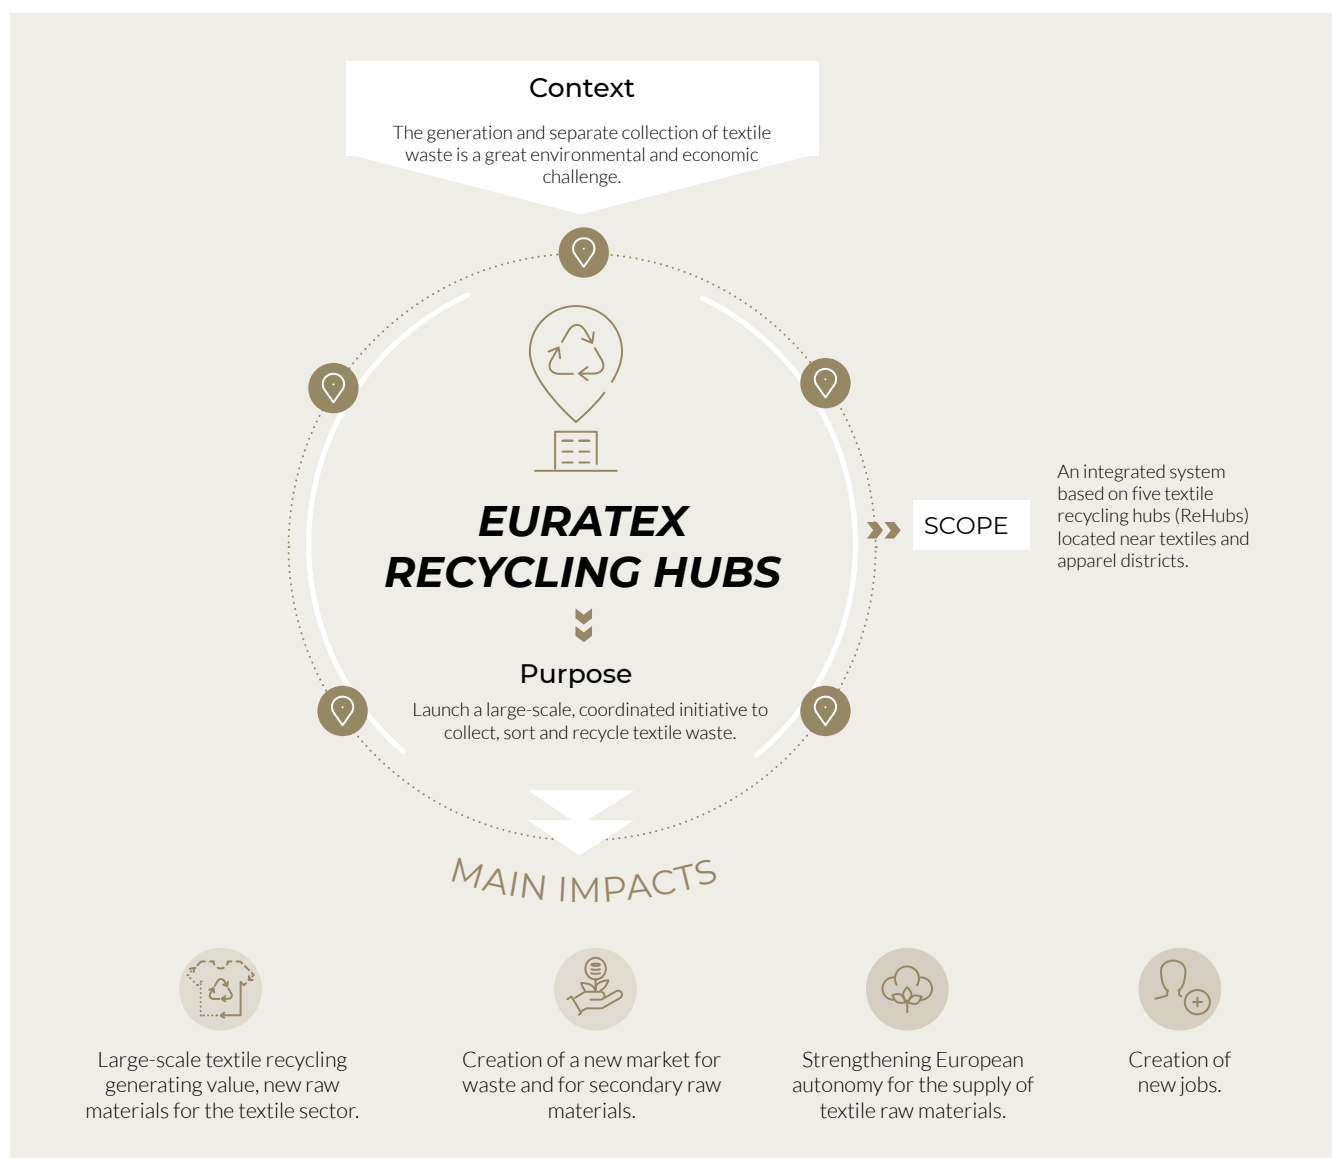 Context
The generation and separate collection of textile
waste is a great environmental and economic
challenge.
EURATEX
RECYCLING HUBS
Purpose
Launch a large-scale, coordinated initiative to
collect, sort and recycle textile waste.
SCOPE
An integrated system
based on five textile
recycling hubs (ReHubs)
located near textiles and
apparel districts.
MAIN IMPACTS
Large-scale textile recycling
generating value, new raw
materials for the textile sector.
Creation of a new market for
waste and for secondary raw
materials.
Strengthening European
autonomy for the supply of
textile raw materials.
Creation of
new jobs.